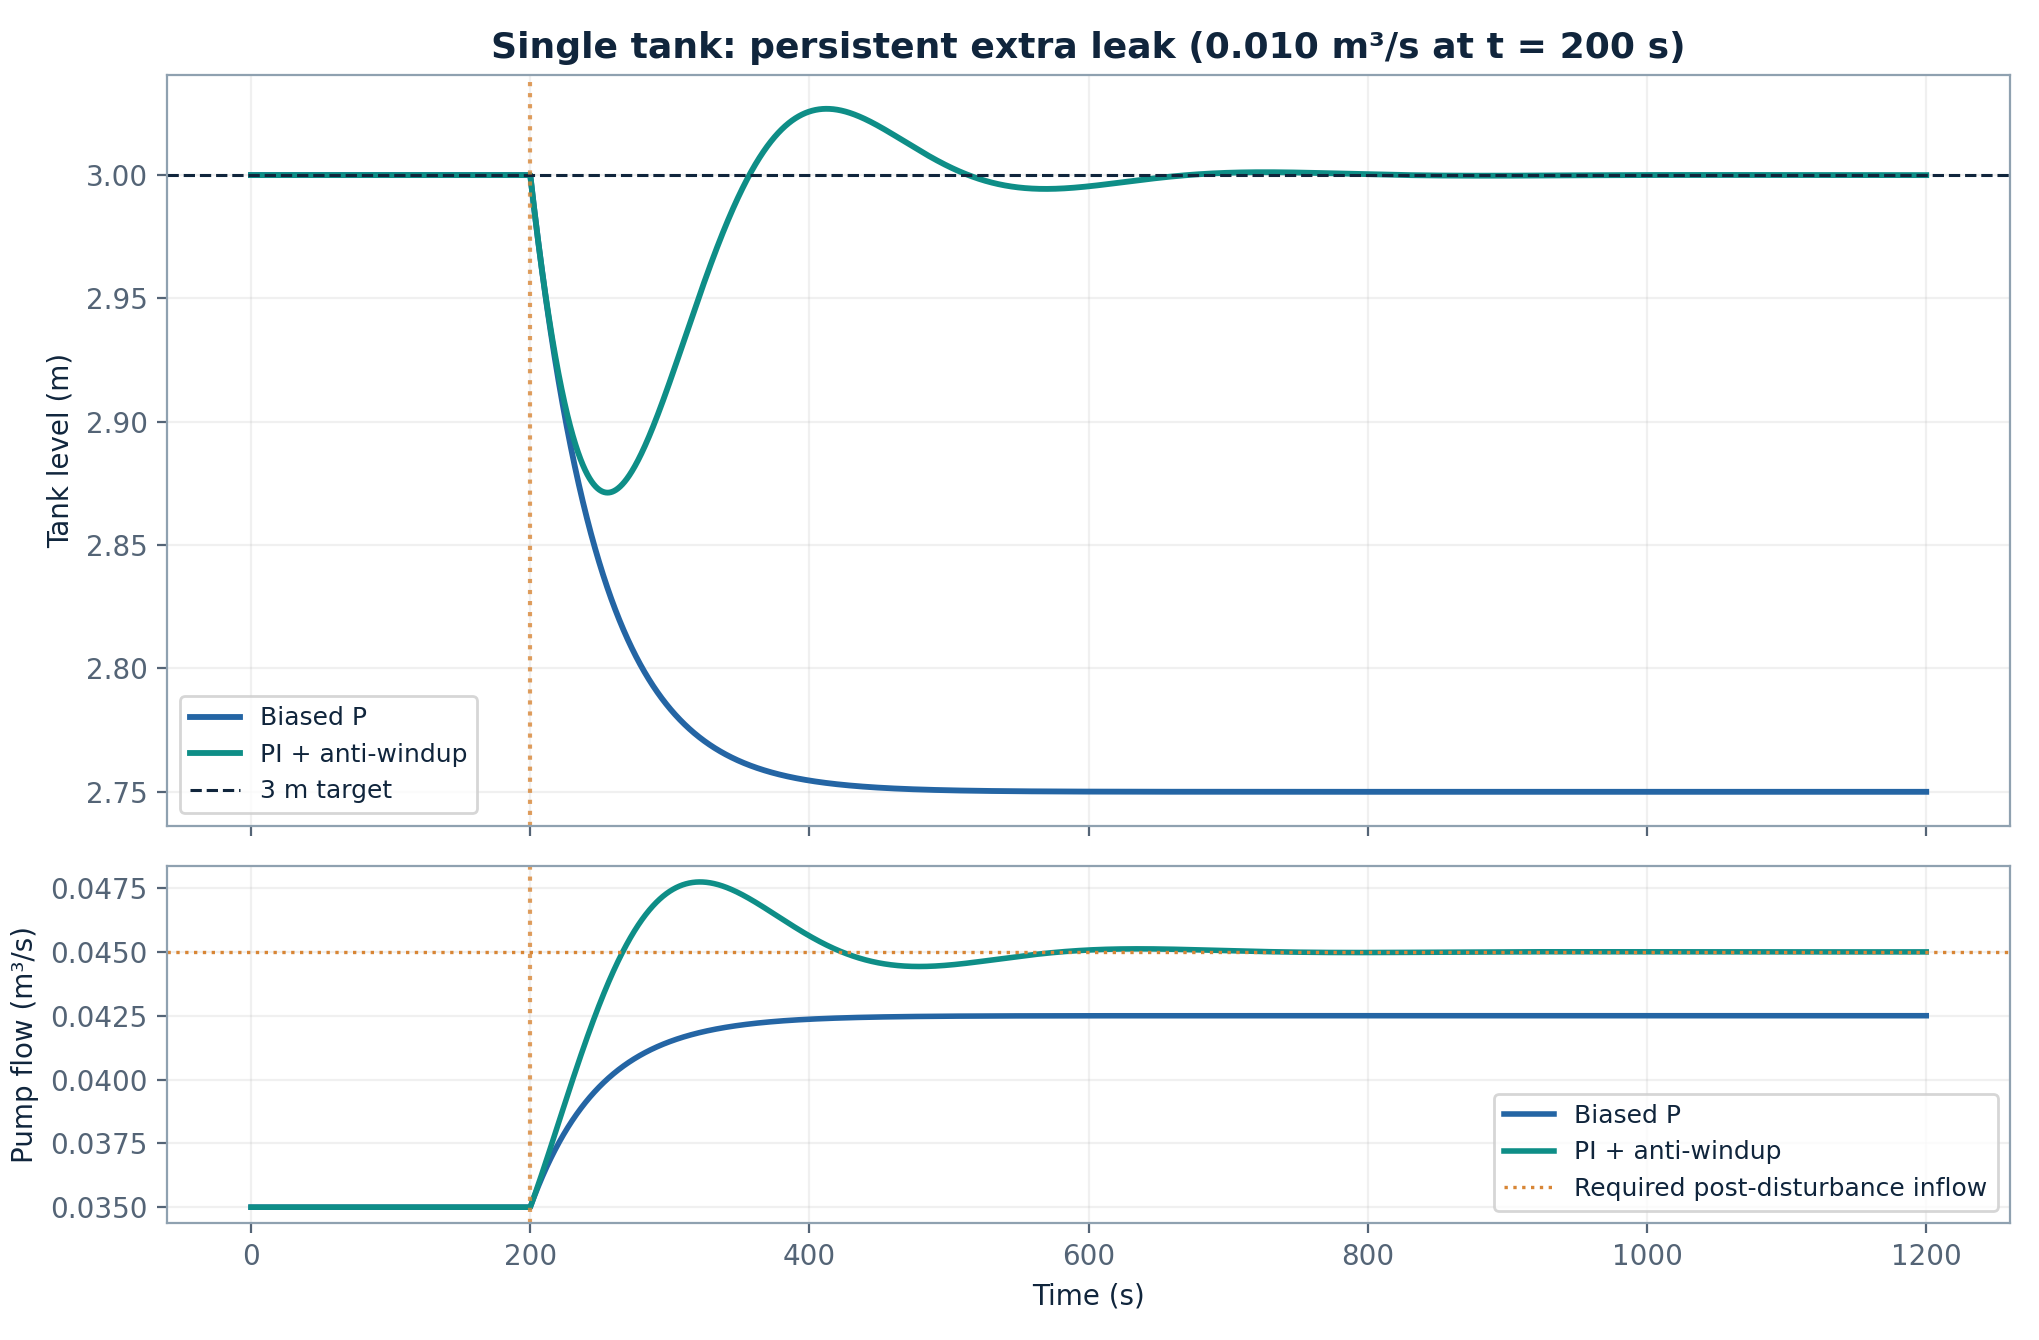 Single tank: persistent extra leak (0.010 m³/s at t = 200 s)
Tank level (m)
3.00
2.95
2.90
2.85
2.80
2.75
Biased P
PI + anti-windup
3 m target
Pump flow (m³/s)
0.0475
0.0450
0.0425
0.0400
0.0375
0.0350
Biased P
PI + anti-windup
Required post-disturbance inflow
0 200 400 600 800 1000 1200
Time (s)